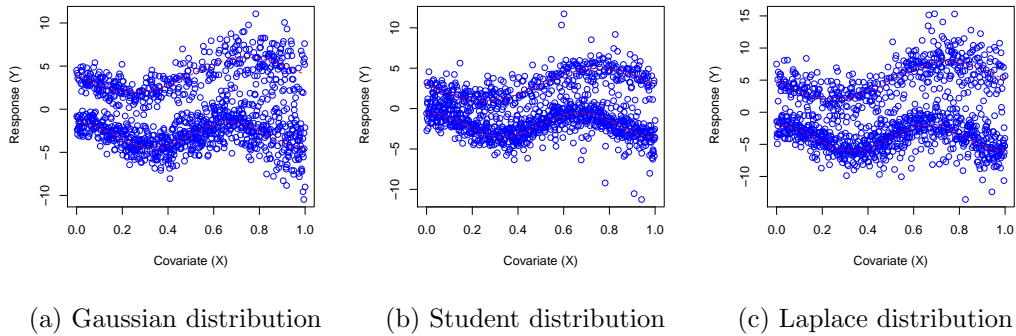 10
5
0
−5
−10
Response (Y)
0.0 0.2 0.4 0.6 0.8 1.0
Covariate (X)
(a) Gaussian distribution
10
5
0
−5
−10
Response (Y)
0.0 0.2 0.4 0.6 0.8 1.0
Covariate (X)
(b) Student distribution
15
10
5
0
−5
−10
Response (Y)
0.0 0.2 0.4 0.6 0.8 1.0
Covariate (X)
(c) Laplace distribution